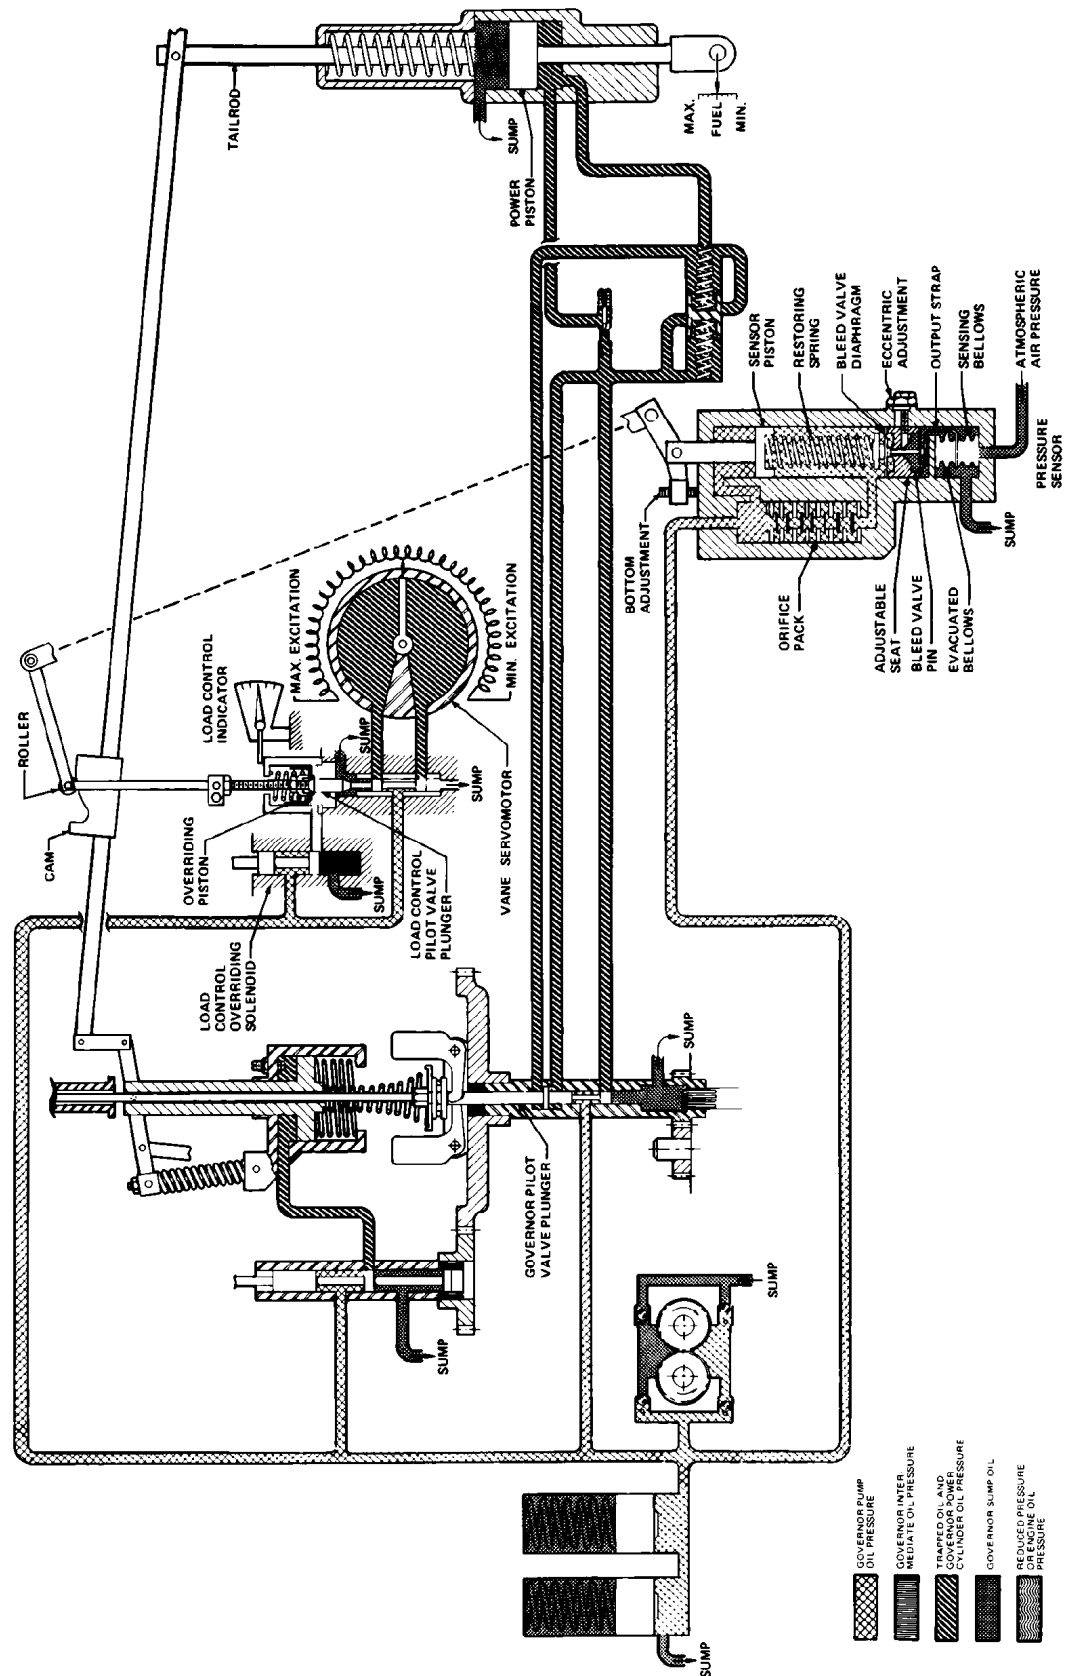 TAILROD
SUMP
POWER
PISTON
MAX.
FUEL
MIN.
ROLLER
CAM
LOAD CONTROL
INDICATOR
MAX. EXCITATION
MIN. EXCITATION
SUMP
SUMP
OVERRIDING
PISTON
SUMP
LOAD CONTROL
PILOT VALVE
PLUNGER
VANE SERVOMOTOR
LOAD
CONTROL
OVERRIDING
SOLENOID
SENSOR
PISTON
RESTORING
SPRING
BLEED VALVE
DIAPHRAGM
ECCENTRIC
ADJUSTMENT
OUTPUT STRAP
SENSING
BELLOWS
ATMOSPHERIC
AIR PRESSURE
PRESSURE
SENSOR
BOTTOM
ADJUSTMENT
ORIFICE
PACK
ADJUSTABLE
SEAT
BLEED VALVE
PIN
EVACUATED
BELLOWS
SUMP
SUMP
GOVERNOR PILOT
VALVE PLUNGER
SUMP
SUMP
SUMP
GOVERNOR PUMP
OIL PRESSURE
GOVERNOR INTER
MEDIATE OIL PRESSURE
TRAPPED OIL AND
GOVERNOR POWER
CYLINDER OIL PRESSURE
GOVERNOR SUMP OIL
REDUCED PRESSURE
OR ENGINE OIL
PRESSURE